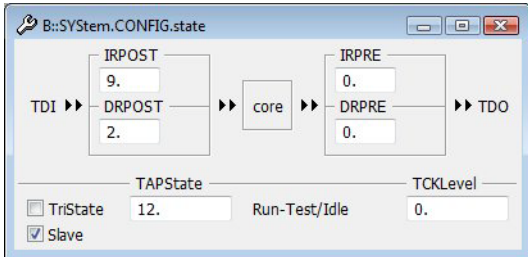 B::SYStem.CONFIG.state
IRPOST IRPRE
9. 0.
TDI DRPOST core DRPRE TDO
2. 0.
TAPState TCKLevel
TriState 12. Run-Test/Idle 0.
Slave